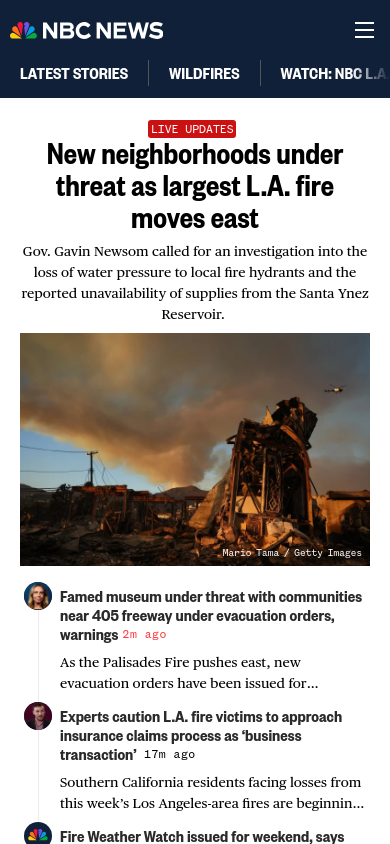 NBC NEWS
LATEST STORIES
WILDFIRES
WATCH: NBC L.A
LIVE UPDATES
New neighborhoods under
threat as largest L.A. fire
moves east
Gov. Gavin Newsom called for an investigation into the
loss of water pressure to local fire hydrants and the
reported unavailability of supplies from the Santa Ynez
Reservoir.
Mario Tama / Getty Images
Famed museum under threat with communities
near 405 freeway under evacuation orders,
warnings 2m ago
As the Palisades Fire pushes east, new
evacuation orders have been issued for…
Experts caution L.A. fire victims to approach
insurance claims process as ‘business
transaction’ 17m ago
Southern California residents facing losses from
this week’s Los Angeles-area fires are beginnin…
Fire Weather Watch issued for weekend, says